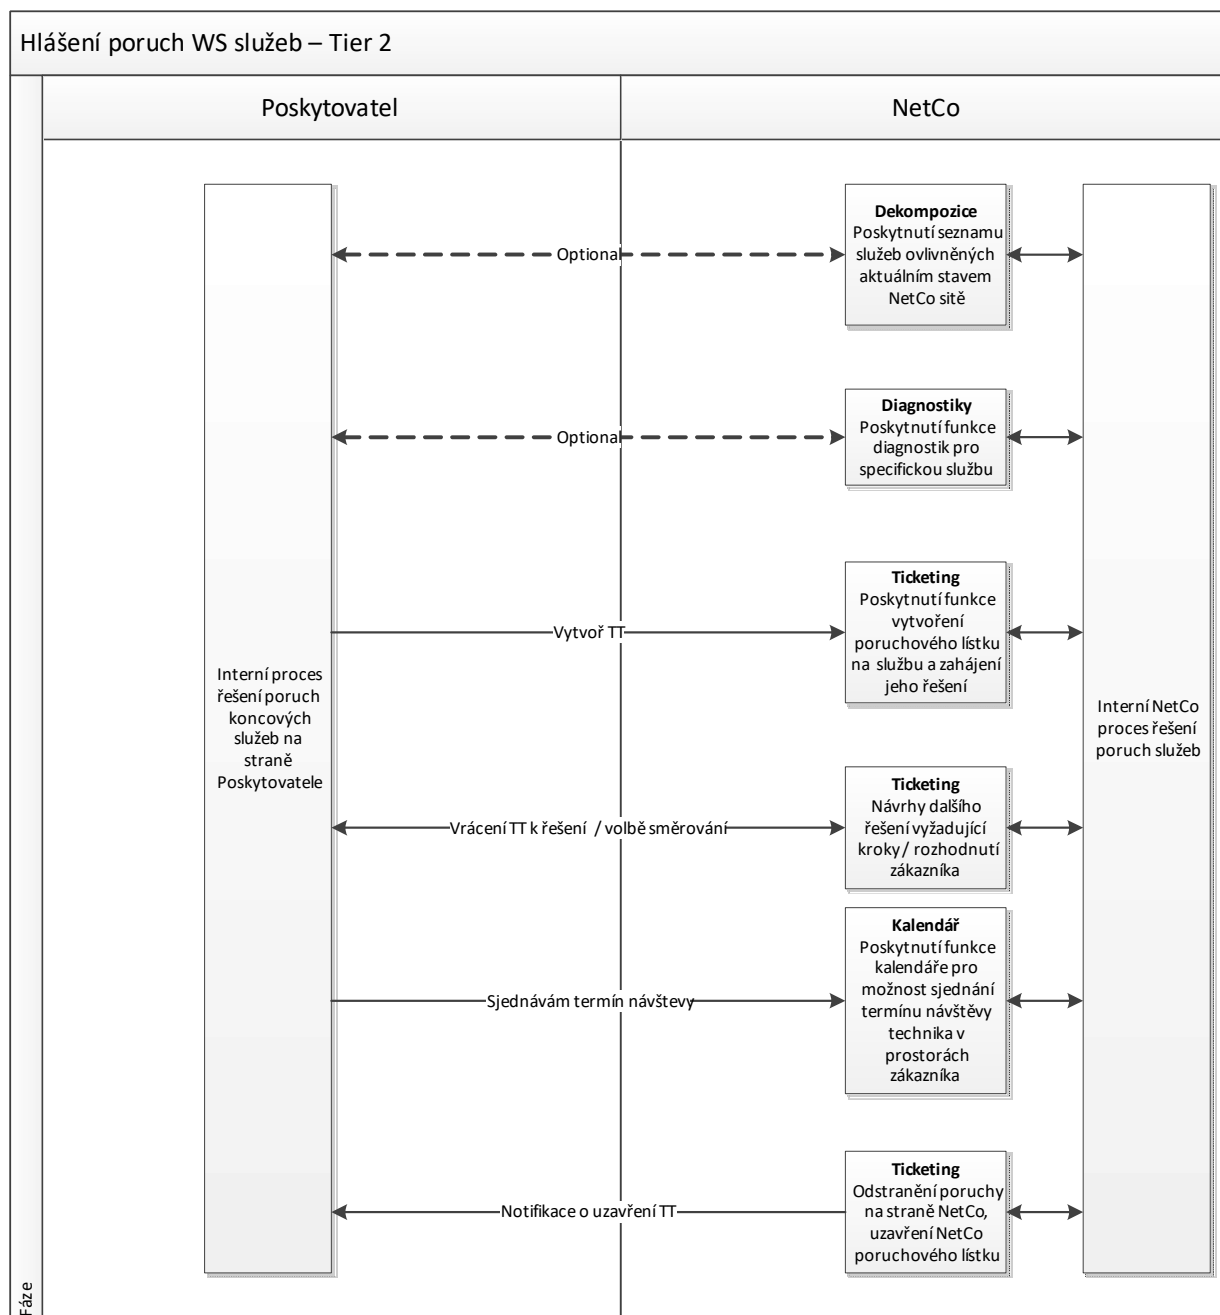 Hlášení poruch WS služeb – Tier 2
Poskytovatel
NetCo
Dekompozice
Poskytnutí seznamu
služeb ovlivněných
aktuálním stavem
NetCo sitě
Optional
Diagnostiky
Poskytnutí funkce
diagnostik pro
specifickou službu
Optional
Ticketing
Poskytnutí funkce
vytvoření
poruchového lístku
na službu a zahájení
jeho řešení
Vytvoř TT
Interní proces
řešení poruch
koncových
služeb na
straně
Poskytovatele
Interní NetCo
proces řešení
poruch služeb
Ticketing
Návrhy dalšího
řešení vyžadující
kroky / rozhodnutí
zákazníka
Vrácení TT k řešení / volbě směrování
Kalendář
Poskytnutí funkce
kalendáře pro
možnost sjednání
termínu návštěvy
technika v
prostorách
zákazníka
Sjednávám termín návštevy
Ticketing
Odstranění poruchy
na straně NetCo,
uzavření NetCo
poruchového lístku
Notifikace o uzavření TT
Fáze